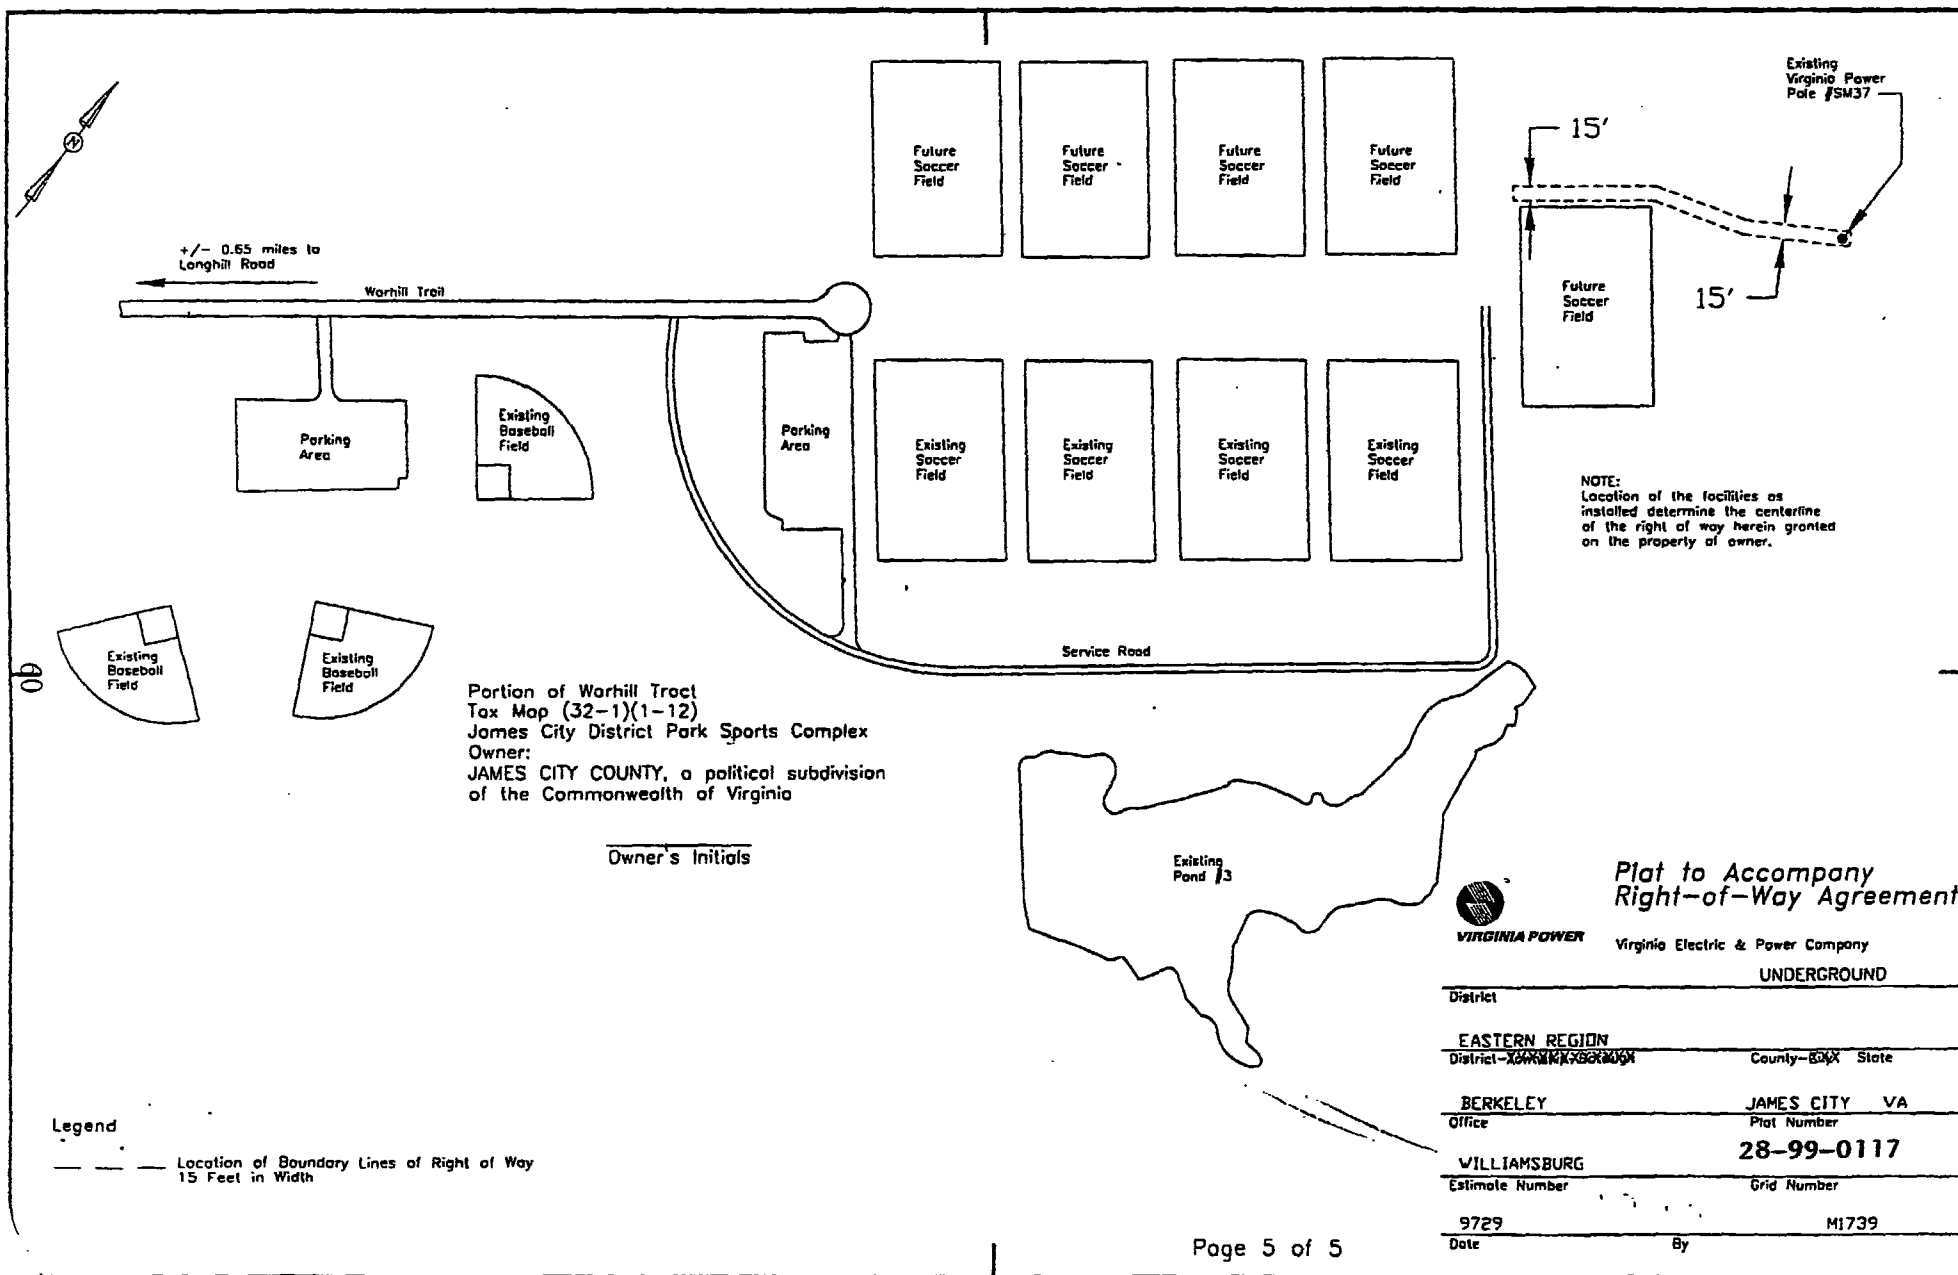 Existing
Virginia Power
Pole #SM37
15'
15'
N
+/- 0.65 miles to
Longhill Road
Warhill Trail
Future
Soccer
Field
Future
Soccer
Field
Future
Soccer
Field
Future
Soccer
Field
Future
Soccer
Field
Parking
Area
Existing
Baseball
Field
Parking
Area
Existing
Soccer
Field
Existing
Soccer
Field
Existing
Soccer
Field
Existing
Soccer
Field
NOTE:
Location of the facilities as
installed determine the centerline
of the right of way herein granted
on the property of owner.
Existing
Baseball
Field
Existing
Baseball
Field
Service Road
60
Portion of Warhill Tract
Tax Map (32-1)(1-12)
James City District Park Sports Complex
Owner:
JAMES CITY COUNTY, a political subdivision
of the Commonwealth of Virginia
Owner's Initials
Existing
Pond #3
VIRGINIA POWER
Plat to Accompany
Right-of-Way Agreement
Virginia Electric & Power Company
UNDERGROUND
District
EASTERN REGION
District- County- State
BERKELEY JAMES CITY VA
Office Plat Number
WILLIAMSBURG 28-99-0117
Estimate Number Grid Number
9729 M1739
Date By
Legend
Location of Boundary Lines of Right of Way
15 Feet in Width
Page 5 of 5